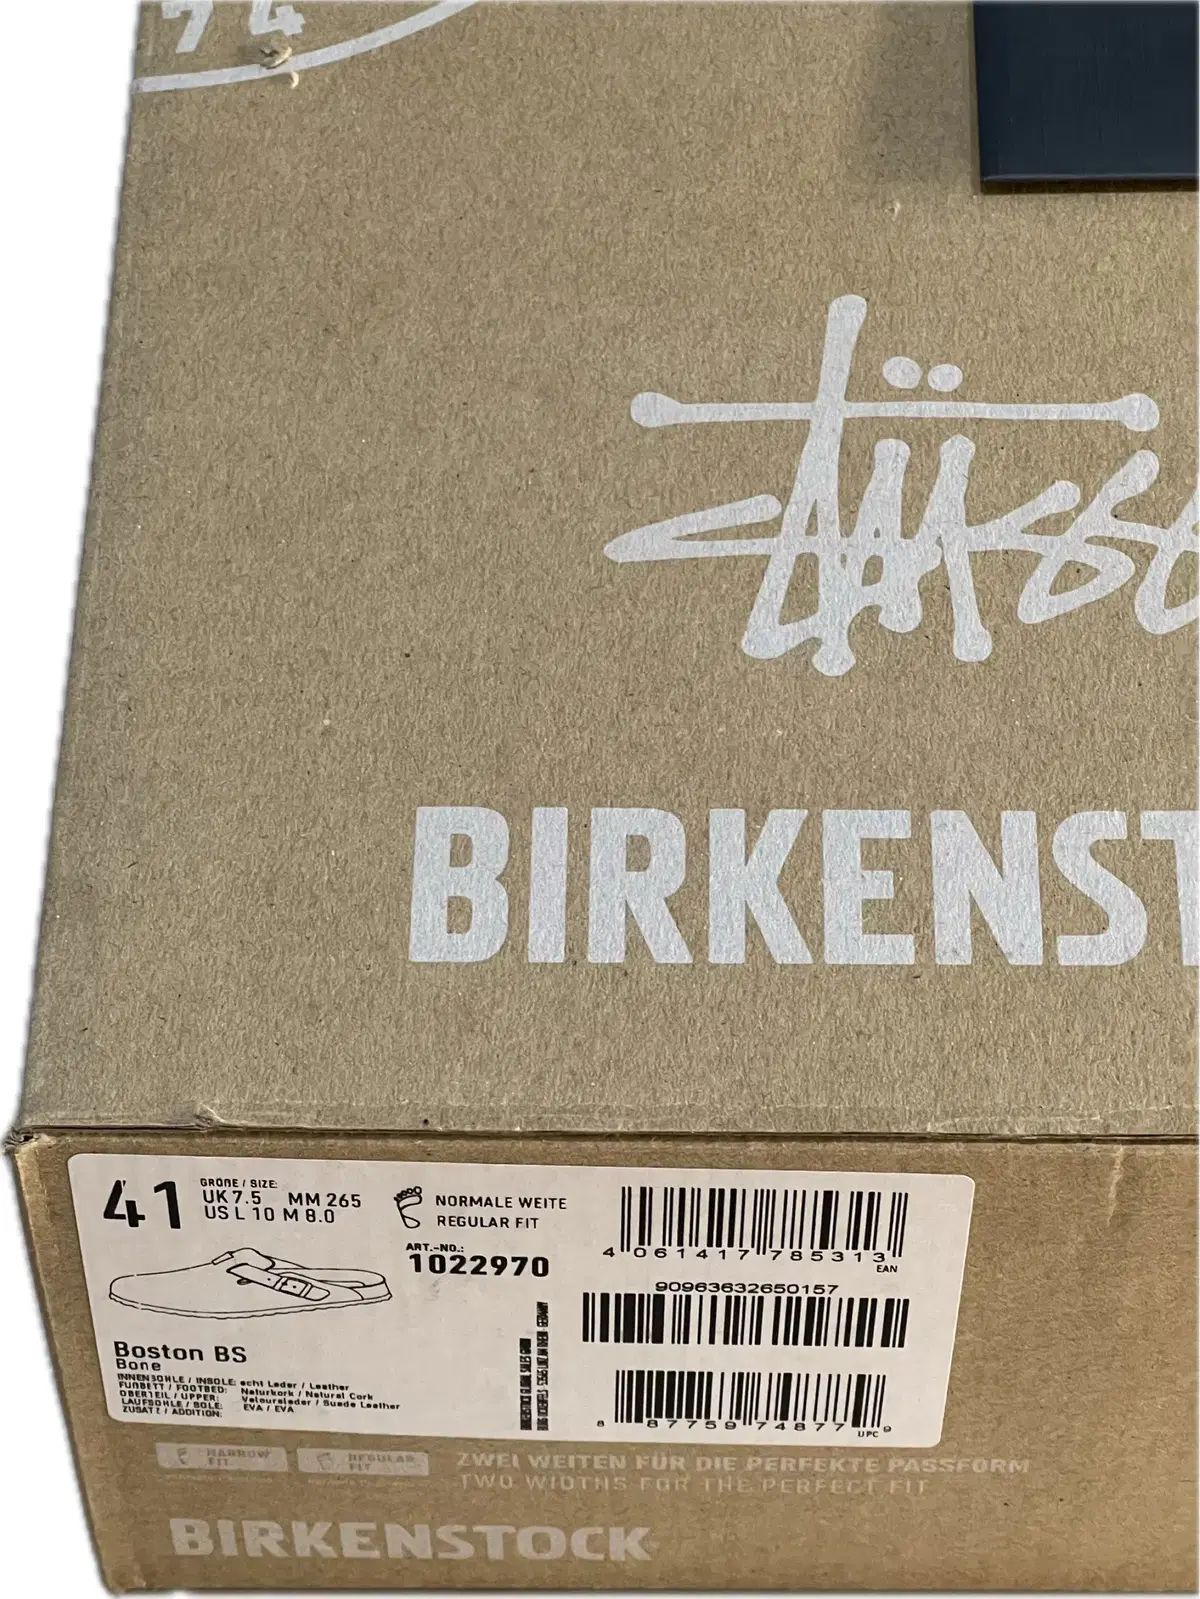 74
Stüss
BIRKENST
41
GRÖßE / SIZE:
UK 7.5 MM 265
US L 10 M 8.0
NORMALE WEITE
REGULAR FIT
ART.-NO.:
1022970
4 061417 785313
EAN
90963632650157
8 87759 74877 9
UPC
Boston BS
Bone
INNENSOHLE / INSOLE: echt Leder / Leather
FUßBETT / FOOTBED: Naturkork / Natural Cork
OBERTEIL / UPPER: Veloursleder / Suede Leather
LAUFSOHLE / SOLE: EVA / EVA
ZUSATZ / ADDITION:
NARROW
FIT
REGULAR
FIT
ZWEI WEITEN FÜR DIE PERFEKTE PASSFORM
TWO WIDTHS FOR THE PERFECT FIT
BIRKENSTOCK